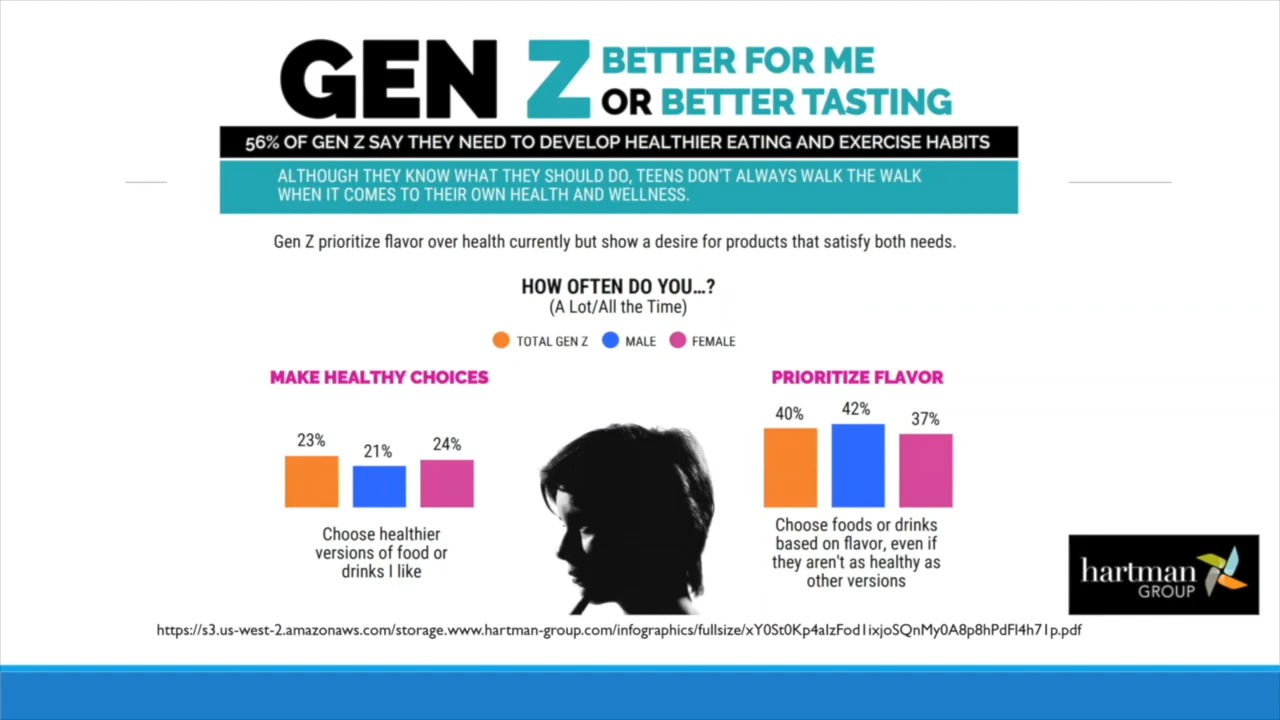 GEN Z BETTER FOR ME
OR BETTER TASTING
56% OF GEN Z SAY THEY NEED TO DEVELOP HEALTHIER EATING AND EXERCISE HABITS
ALTHOUGH THEY KNOW WHAT THEY SHOULD DO, TEENS DON'T ALWAYS WALK THE WALK
WHEN IT COMES TO THEIR OWN HEALTH AND WELLNESS.
Gen Z prioritize flavor over health currently but show a desire for products that satisfy both needs.
HOW OFTEN DO YOU...?
(A Lot/All the Time)
TOTAL GEN Z MALE FEMALE
MAKE HEALTHY CHOICES
23% 21% 24%
Choose healthier
versions of food or
drinks I like
PRIORITIZE FLAVOR
40% 42% 37%
Choose foods or drinks
based on flavor, even if
they aren't as healthy as
other versions
hartman
GROUP
https://s3.us-west-2.amazonaws.com/storage.www.hartman-group.com/infographics/fullsize/xY0St0Kp4aIzFod1ixjoSQnMy0A8p8hPdFl4h71p.pdf